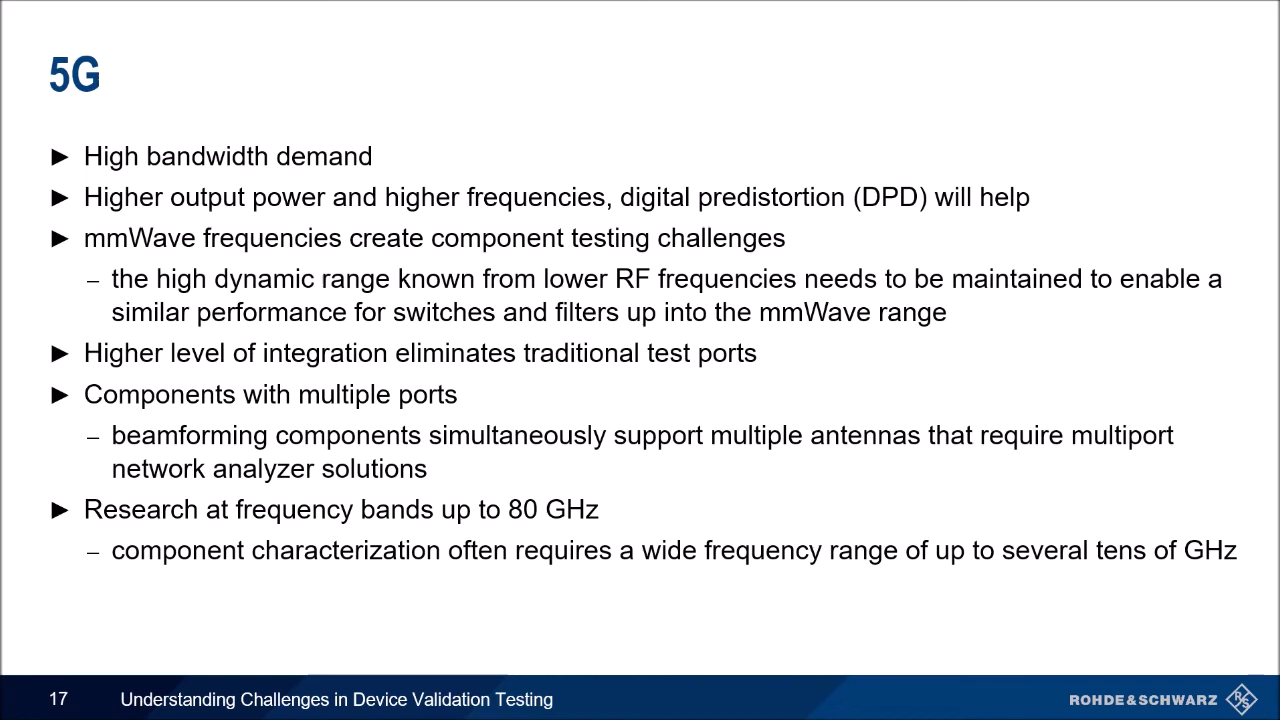 5G
► High bandwidth demand
► Higher output power and higher frequencies, digital predistortion (DPD) will help
► mmWave frequencies create component testing challenges
– the high dynamic range known from lower RF frequencies needs to be maintained to enable a
similar performance for switches and filters up into the mmWave range
► Higher level of integration eliminates traditional test ports
► Components with multiple ports
– beamforming components simultaneously support multiple antennas that require multiport
network analyzer solutions
► Research at frequency bands up to 80 GHz
– component characterization often requires a wide frequency range of up to several tens of GHz
17 Understanding Challenges in Device Validation Testing
ROHDE&SCHWARZ R S